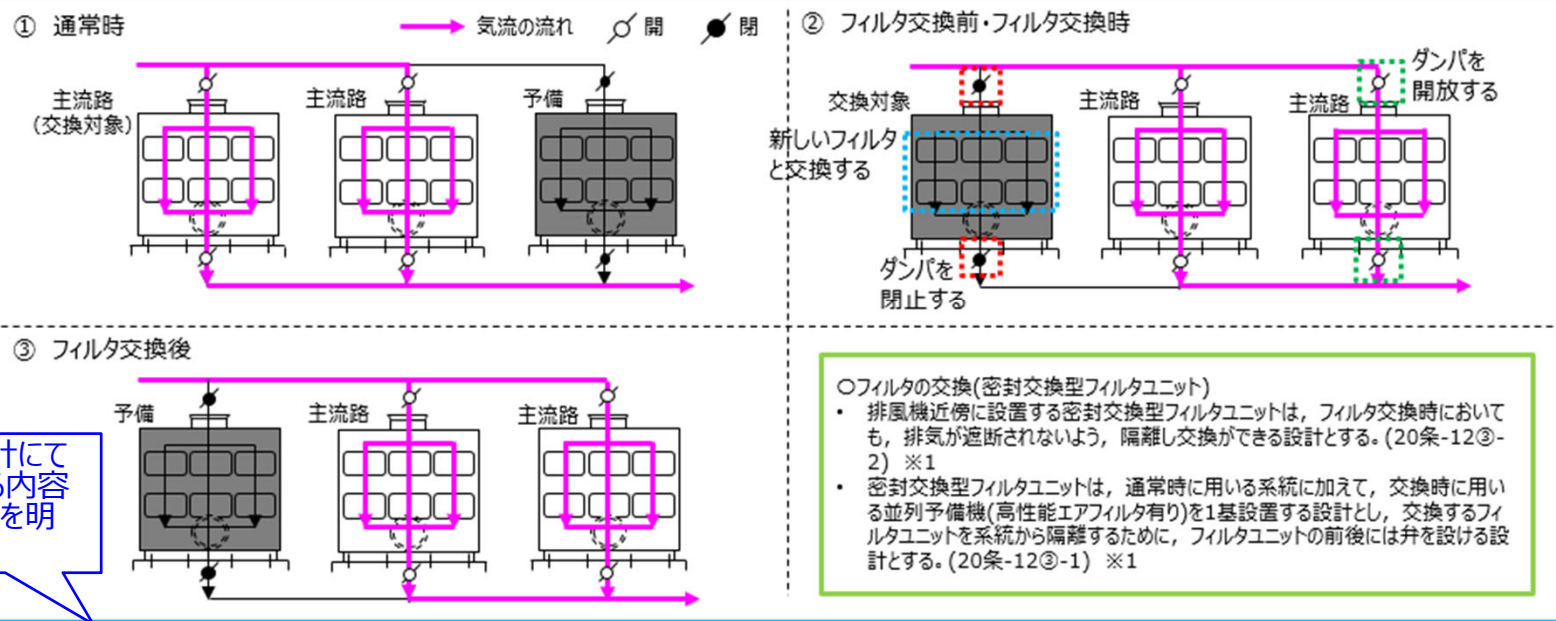 ① 通常時
気流の流れ
開
閉
主流路
(交換対象)
主流路
予備
② フィルタ交換前・フィルタ交換時
交換対象
主流路
主流路
ダンパを
開放する
新しいフィルタ
と交換する
ダンパを
閉止する
③ フィルタ交換後
予備
主流路
主流路
計にて
る内容
を明
○フィルタの交換(密封交換型フィルタユニット)
• 排風機近傍に設置する密封交換型フィルタユニットは，フィルタ交換時において
も，排気が遮断されないよう，隔離し交換ができる設計とする。(20条-12③-
2) ※1
• 密封交換型フィルタユニットは，通常時に用いる系統に加えて，交換時に用い
る並列予備機(高性能エアフィルタ有り)を1基設置する設計とし，交換するフィ
ルタユニットを系統から隔離するために，フィルタユニットの前後には弁を設ける設
計とする。(20条-12③-1) ※1